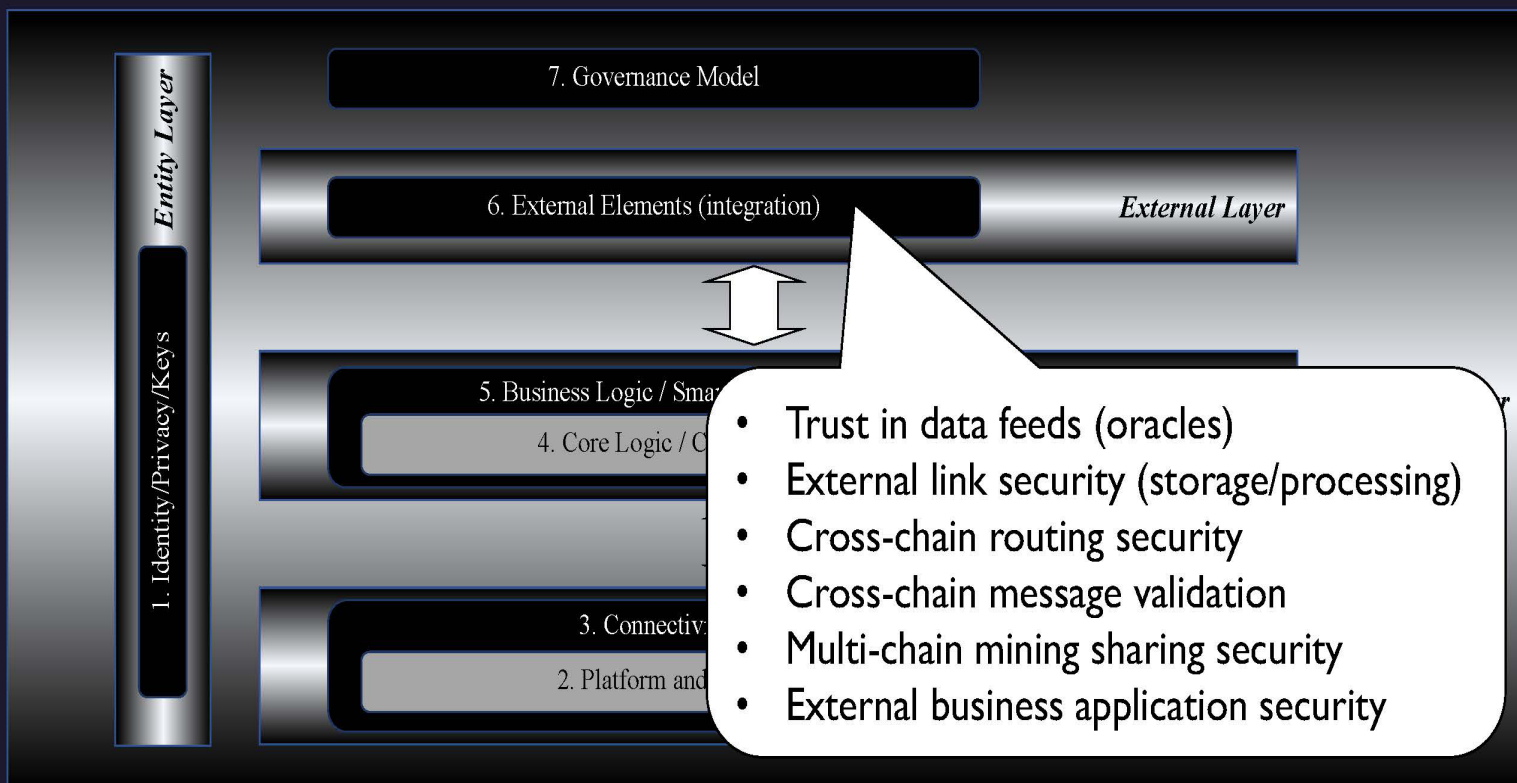 7. Governance Model
Entity Layer
6. External Elements (integration)
External Layer
1. Identity/Privacy/Keys
5. Business Logic /
4. Core Logic /
3.
2. Platform and
• Trust in data feeds (oracles)
• External link security (storage/processing)
• Cross-chain routing security
• Cross-chain message validation
• Multi-chain mining sharing security
• External business application security